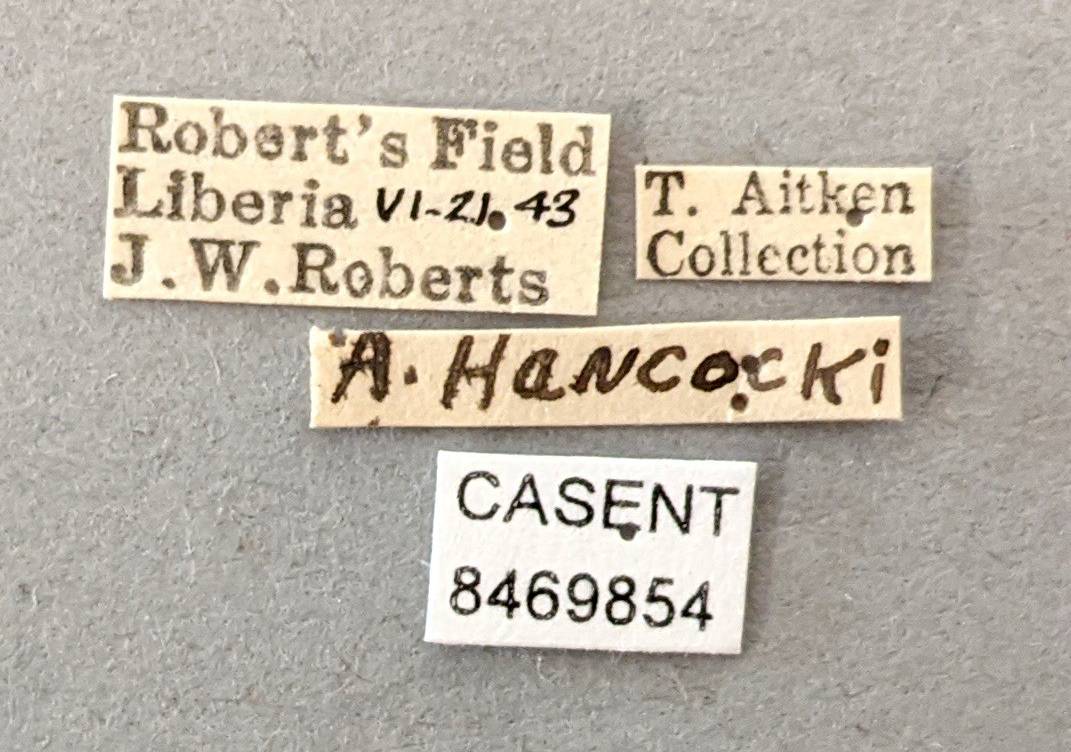 Robert's Field
Liberia VI-21.43
J.W.Roberts
T. Aitken
Collection
A. Hancocki
CASENT
8469854